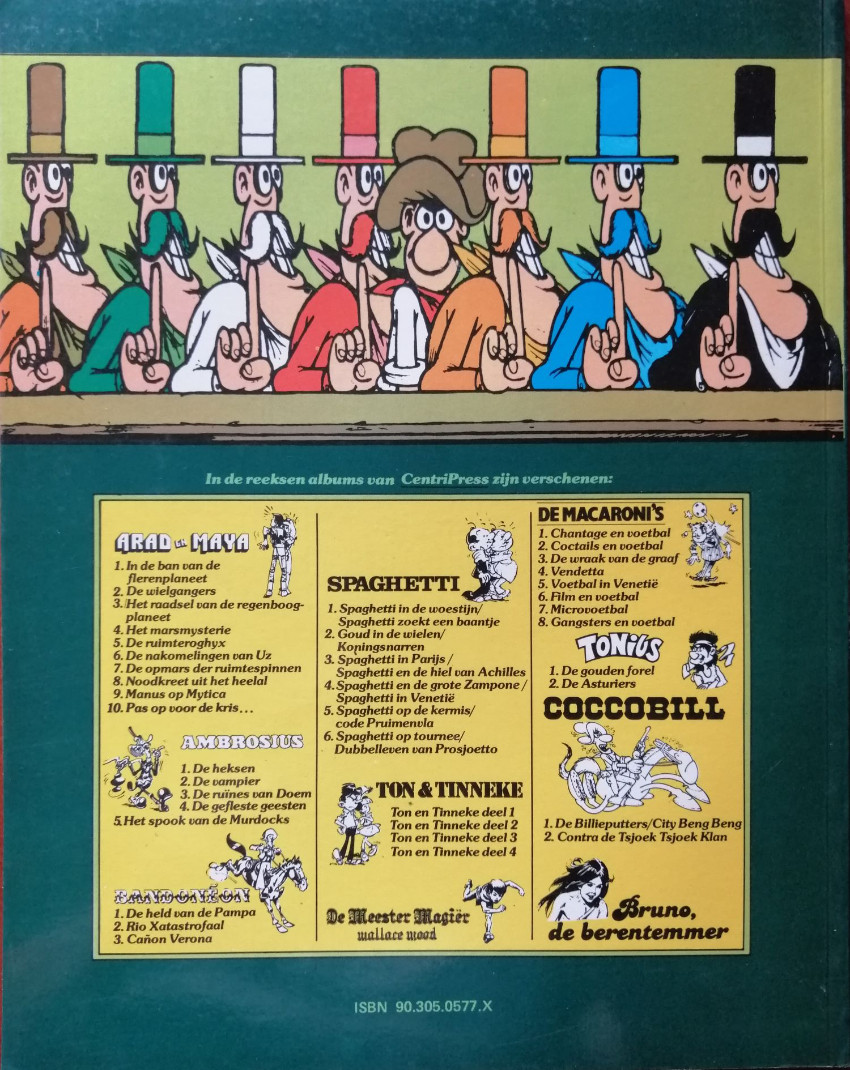 In de reeksen albums van CentriPress zijn verschenen:
ARAD EN MAYA
1. In de ban van de
flerenplaneet
2. De wielgangers
3. Het raadsel van de regenboog-
planeet
4. Het marsmysterie
5. De ruimteroghyx
6. De nakomelingen van Uz
7. De opmars der ruimtespinnen
8. Noodkreet uit het heelal
9. Manus op Mytica
10. Pas op voor de kris...
AMBROSIUS
1. De heksen
2. De vampier
3. De ruïnes van Doem
4. De gefleste geesten
5. Het spook van de Murdocks
BANDONÉON
1. De held van de Pampa
2. Rio Xatastrofaal
3. Cañon Verona
SPAGHETTI
1. Spaghetti in de woestijn/
Spaghetti zoekt een baantje
2. Goud in de wielen/
Koningsnarren
3. Spaghetti in Parijs/
Spaghetti en de hiel van Achilles
4. Spaghetti en de grote Zampone/
Spaghetti in Venetië
5. Spaghetti op de kermis/
code Pruimenvla
6. Spaghetti op tournee/
Dubbelleven van Prosjoetto
TON & TINNEKE
Ton en Tinneke deel 1
Ton en Tinneke deel 2
Ton en Tinneke deel 3
Ton en Tinneke deel 4
De Meester Magiër
wallace wood
DE MACARONI'S
1. Chantage en voetbal
2. Coctails en voetbal
3. De wraak van de graaf
4. Vendetta
5. Voetbal in Venetië
6. Film en voetbal
7. Microvoetbal
8. Gangsters en voetbal
TONIUS
1. De gouden forel
2. De Asturiers
COCCOBILL
1. De Billieputters/City Beng Beng
2. Contra de Tsjoek Tsjoek Klan
Bruno,
de berentemmer
ISBN 90.305.0577.X